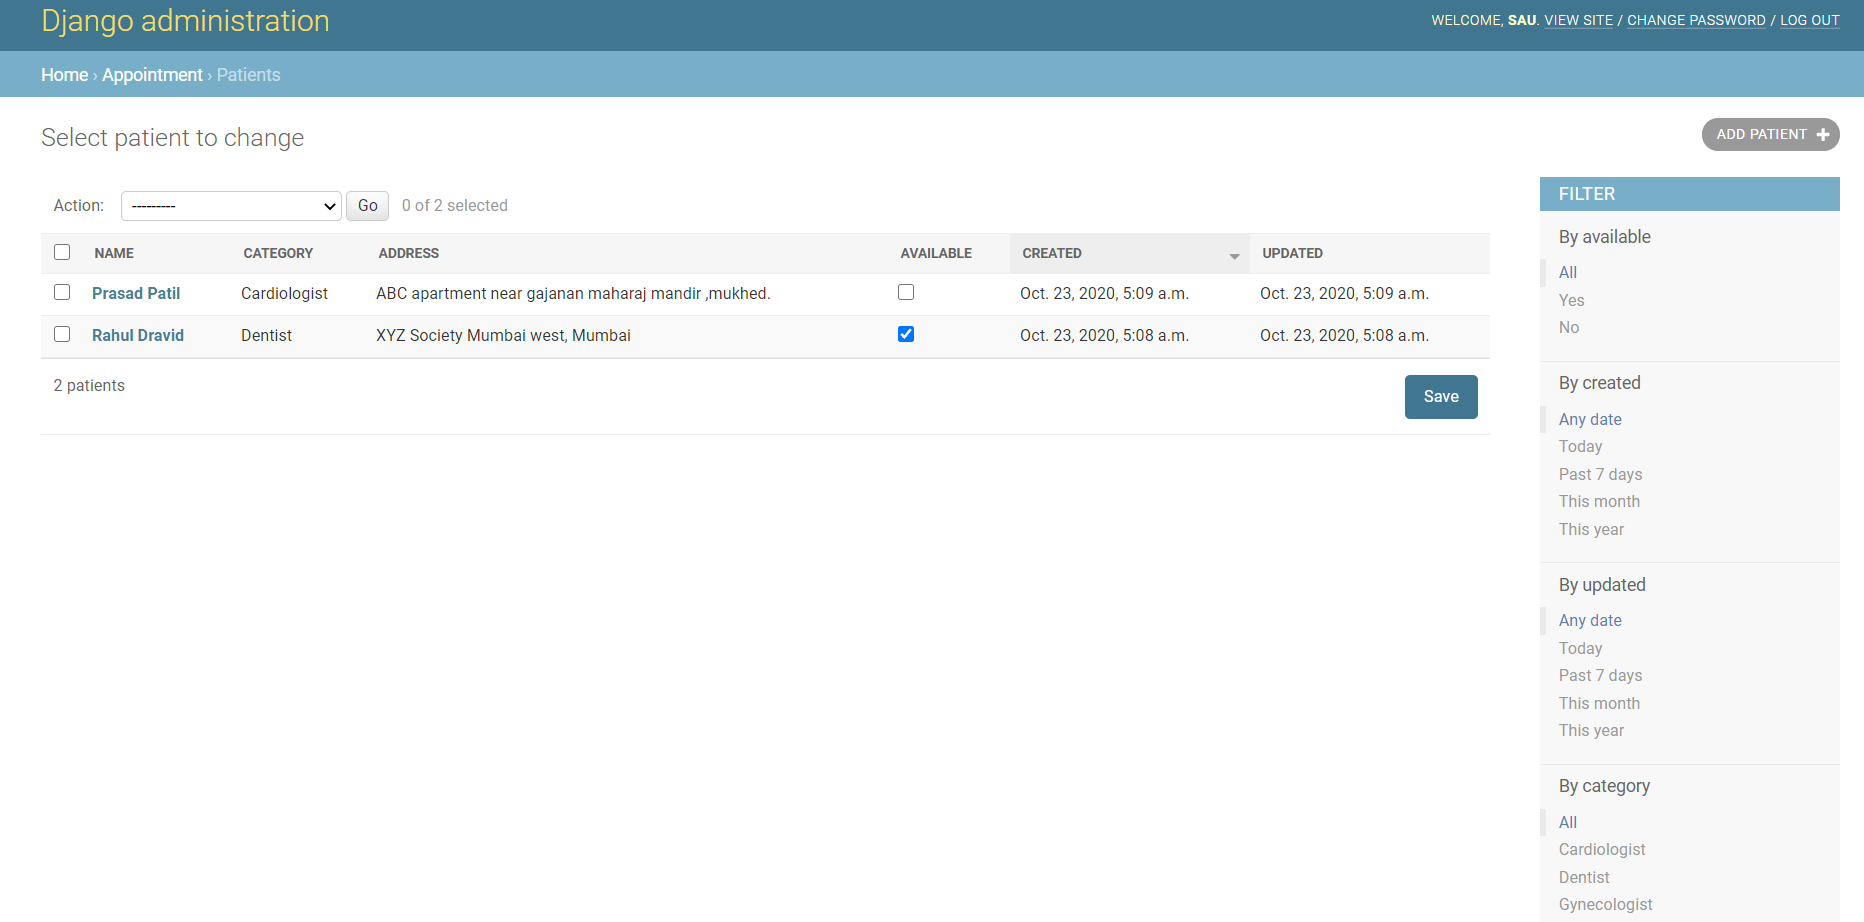 Django administration
WELCOME, SAU. VIEW SITE / CHANGE PASSWORD / LOG OUT
Home › Appointment › Patients
Select patient to change
ADD PATIENT +
Action: --------- Go 0 of 2 selected
NAME CATEGORY ADDRESS AVAILABLE CREATED UPDATED
Prasad Patil Cardiologist ABC apartment near gajanan maharaj mandir ,mukhed. Oct. 23, 2020, 5:09 a.m. Oct. 23, 2020, 5:09 a.m.
Rahul Dravid Dentist XYZ Society Mumbai west, Mumbai Oct. 23, 2020, 5:08 a.m. Oct. 23, 2020, 5:08 a.m.
2 patients
Save
FILTER
By available
All
Yes
No
By created
Any date
Today
Past 7 days
This month
This year
By updated
Any date
Today
Past 7 days
This month
This year
By category
All
Cardiologist
Dentist
Gynecologist